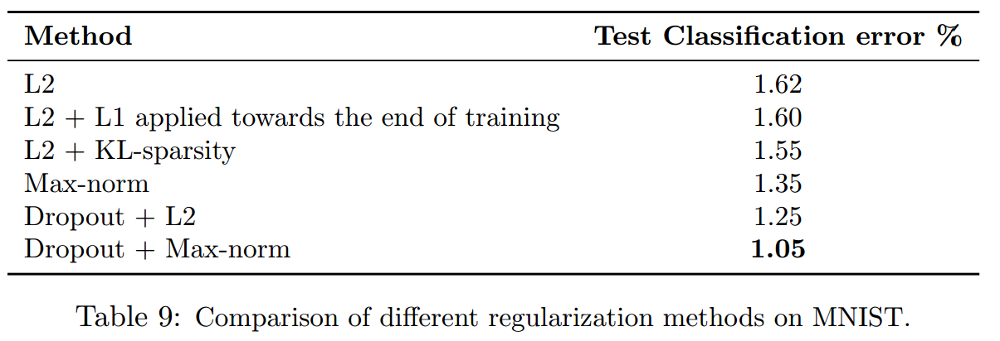 Method Test Classification error %
L2 1.62
L2 + L1 applied towards the end of training 1.60
L2 + KL-sparsity 1.55
Max-norm 1.35
Dropout + L2 1.25
Dropout + Max-norm 1.05
Table 9: Comparison of different regularization methods on MNIST.